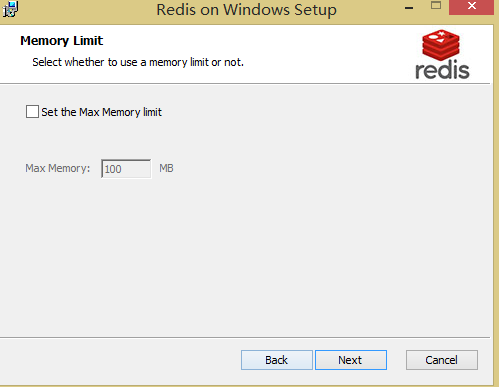 Redis on Windows Setup
Memory Limit
Select whether to use a memory limit or not.
redis
Set the Max Memory limit
Max Memory: 100 MB
Back Next Cancel